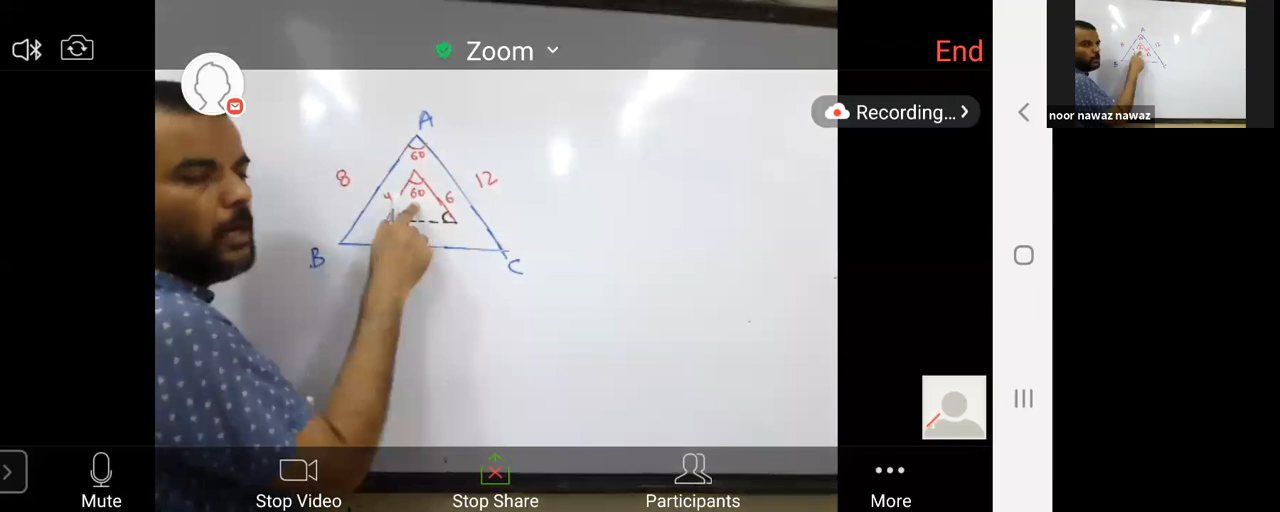 Zoom
End
Recording...
noor nawaz nawaz
A
60
8
12
60
4
6
B
C
Mute
Stop Video
Stop Share
Participants
More